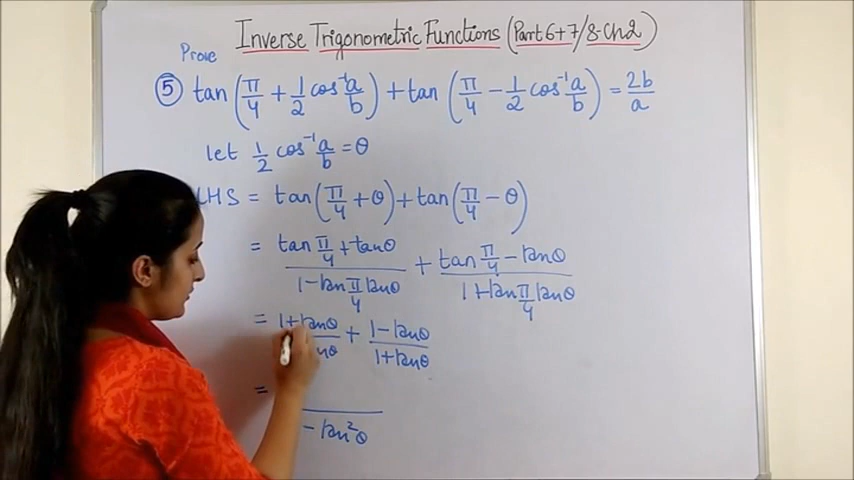 Inverse Trigonometric Functions (Part 6+7/8-Ch2)
Prove
⑤ tan(π/4 + 1/2 cos⁻¹ a/b) + tan(π/4 − 1/2 cos⁻¹ a/b) = 2b/a
let 1/2 cos⁻¹ a/b = θ
LHS = tan(π/4 + θ) + tan(π/4 − θ)
= (tan π/4 + tanθ)/(1 − tan π/4 tanθ) + (tan π/4 − tanθ)/(1 + tan π/4 tanθ)
= 1+tanθ/ anθ + (1−tanθ)/(1+tanθ)
=
− tan²θ